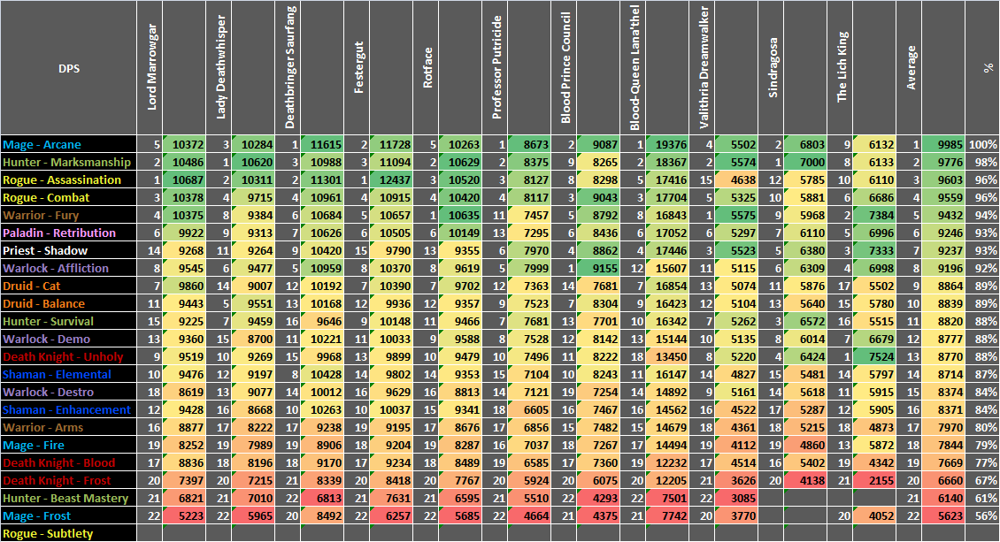 DPS Lord Marrowgar Lady Deathwhisper Deathbringer Saurfang Festergut Rotface Professor Putricide Blood Prince Council Blood-Queen Lana'thel Valithria Dreamwalker Sindragosa The Lich King Average %
Mage - Arcane 5 10372 3 10284 1 11615 2 11728 5 10263 1 8673 2 9087 1 19376 4 5502 2 6803 9 6132 1 9985 100%
Hunter - Marksmanship 2 10486 1 10620 3 10988 3 11094 2 10629 2 8375 9 8265 2 18367 2 5574 1 7000 8 6133 2 9776 98%
Rogue - Assassination 1 10687 2 10311 2 11301 1 12437 3 10520 3 8127 8 8298 5 17416 15 4638 12 5785 10 6110 3 9603 96%
Rogue - Combat 3 10378 4 9715 4 10961 4 10915 4 10420 4 8117 3 9043 3 17704 5 5325 10 5881 6 6686 4 9559 96%
Warrior - Fury 4 10375 8 9384 6 10684 5 10657 1 10635 11 7457 5 8792 8 16843 1 5575 9 5968 2 7384 5 9432 94%
Paladin - Retribution 6 9922 9 9313 7 10626 6 10505 6 10149 13 7295 6 8436 6 17052 6 5297 7 6110 5 6996 6 9246 93%
Priest - Shadow 14 9268 11 9264 9 10420 15 9790 13 9355 6 7970 4 8862 4 17446 3 5523 5 6380 3 7333 7 9237 93%
Warlock - Affliction 8 9545 6 9477 5 10959 8 10370 8 9619 5 7999 1 9155 12 15607 11 5115 6 6309 4 6998 8 9196 92%
Druid - Cat 7 9860 14 9007 12 10192 7 10390 7 9702 12 7363 14 7681 7 16854 13 5074 11 5876 17 5502 9 8864 89%
Druid - Balance 11 9443 5 9551 13 10168 12 9936 12 9357 9 7523 7 8304 9 16423 12 5104 13 5640 15 5780 10 8839 89%
Hunter - Survival 15 9225 7 9459 16 9646 9 10148 11 9466 7 7681 13 7701 10 16342 7 5262 3 6572 16 5515 11 8820 88%
Warlock - Demo 13 9360 15 8700 11 10221 11 10033 9 9588 8 7528 12 8142 13 15144 10 5135 8 6014 7 6679 12 8777 88%
Death Knight - Unholy 9 9519 10 9269 15 9968 13 9899 10 9479 10 7496 11 8222 18 13450 8 5220 4 6424 1 7524 13 8770 88%
Shaman - Elemental 10 9476 12 9197 8 10428 14 9802 14 9353 15 7104 10 8243 11 16147 14 4827 15 5481 14 5797 14 8714 87%
Warlock - Destro 18 8619 13 9077 14 10012 16 9629 16 8813 14 7121 19 7254 14 14892 9 5161 14 5618 11 5915 15 8374 84%
Shaman - Enhancement 12 9428 16 8668 10 10263 10 10037 15 9341 18 6605 16 7467 16 14562 16 4522 17 5287 12 5905 16 8371 84%
Warrior - Arms 16 8877 17 8222 17 9238 19 9195 17 8676 17 6856 15 7482 15 14679 18 4361 18 5215 18 4873 17 7970 80%
Mage - Fire 19 8252 19 7989 19 8906 18 9204 19 8287 16 7037 18 7267 17 14494 19 4112 19 4860 13 5872 18 7844 79%
Death Knight - Blood 17 8836 18 8196 18 9170 17 9234 18 8489 19 6585 17 7360 19 12232 17 4514 16 5402 19 4342 19 7669 77%
Death Knight - Frost 20 7397 20 7215 21 8339 20 8418 20 7767 20 5924 20 6075 20 12205 21 3626 20 4138 21 2155 20 6660 67%
Hunter - Beast Mastery 21 6821 21 7010 22 6813 21 7631 21 6595 21 5510 22 4293 22 7501 22 3085 21 6140 61%
Mage - Frost 22 5223 22 5965 20 8492 22 6257 22 5685 22 4664 21 4375 21 7742 20 3770 20 4052 22 5623 56%
Rogue - Subtlety